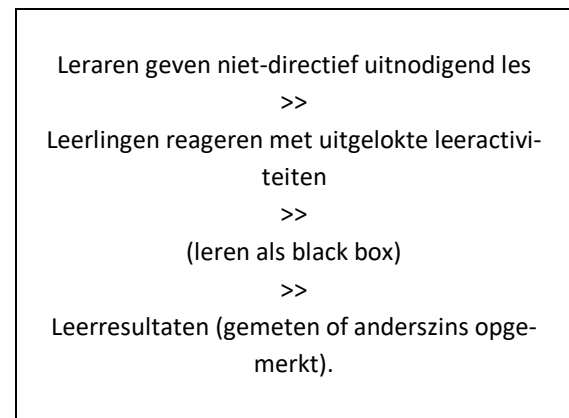 Leraren geven niet-directief uitnodigend les
>>
Leerlingen reageren met uitgelokte leeractivi-
teiten
>>
(leren als black box)
>>
Leerresultaten (gemeten of anderszins opge-
merkt).